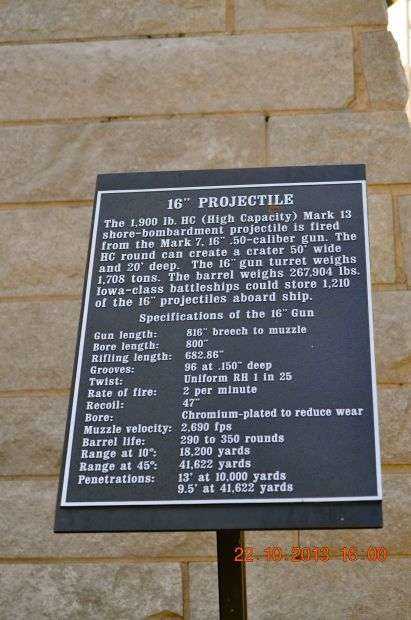 16" PROJECTILE
The 1,900 lb. HC (High Capacity) Mark 13
shore-bombardment projectile is fired
from the Mark 7, 16" .50-caliber gun. The
HC round can create a crater 50' wide
and 20' deep. The 16" gun turret weighs
1,708 tons. The barrel weighs 267,904 lbs.
Iowa-class battleships could store 1,210
of the 16" projectiles aboard ship.
Specifications of the 16" Gun
Gun length: 816" breech to muzzle
Bore length: 800"
Rifling length: 682.86"
Grooves: 96 at .150" deep
Twist: Uniform RH 1 in 25
Rate of fire: 2 per minute
Recoil: 47"
Bore: Chromium-plated to reduce wear
Muzzle velocity: 2,690 fps
Barrel life: 290 to 350 rounds
Range at 10°: 18,200 yards
Range at 45°: 41,622 yards
Penetrations: 13' at 10,000 yards
9.5' at 41,622 yards
22.10.2013 16:00